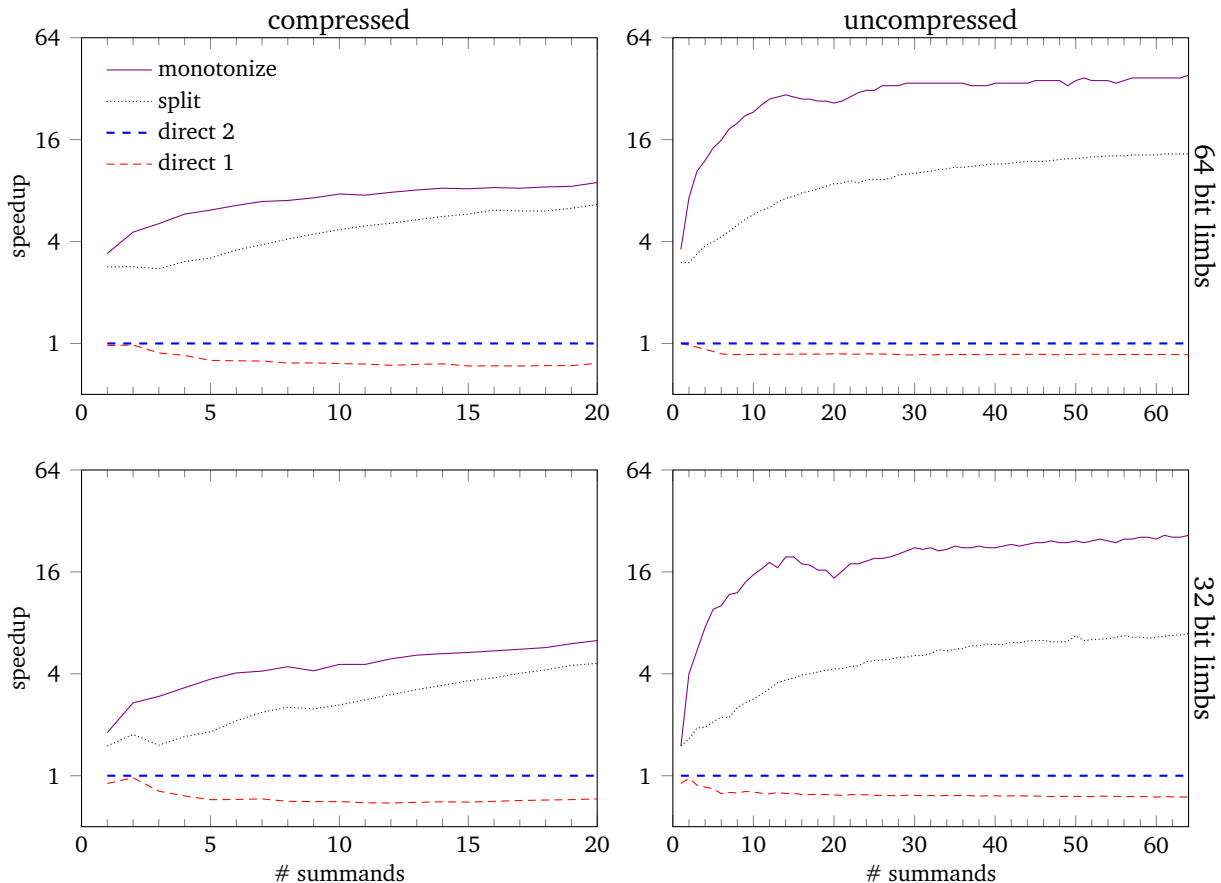 compressed
uncompressed
64
16
4
1
speedup
monotonize
split
direct 2
direct 1
0 5 10 15 20
64
16
4
1
0 10 20 30 40 50 60
64 bit limbs
64
16
4
1
speedup
0 5 10 15 20
# summands
64
16
4
1
0 10 20 30 40 50 60
# summands
32 bit limbs